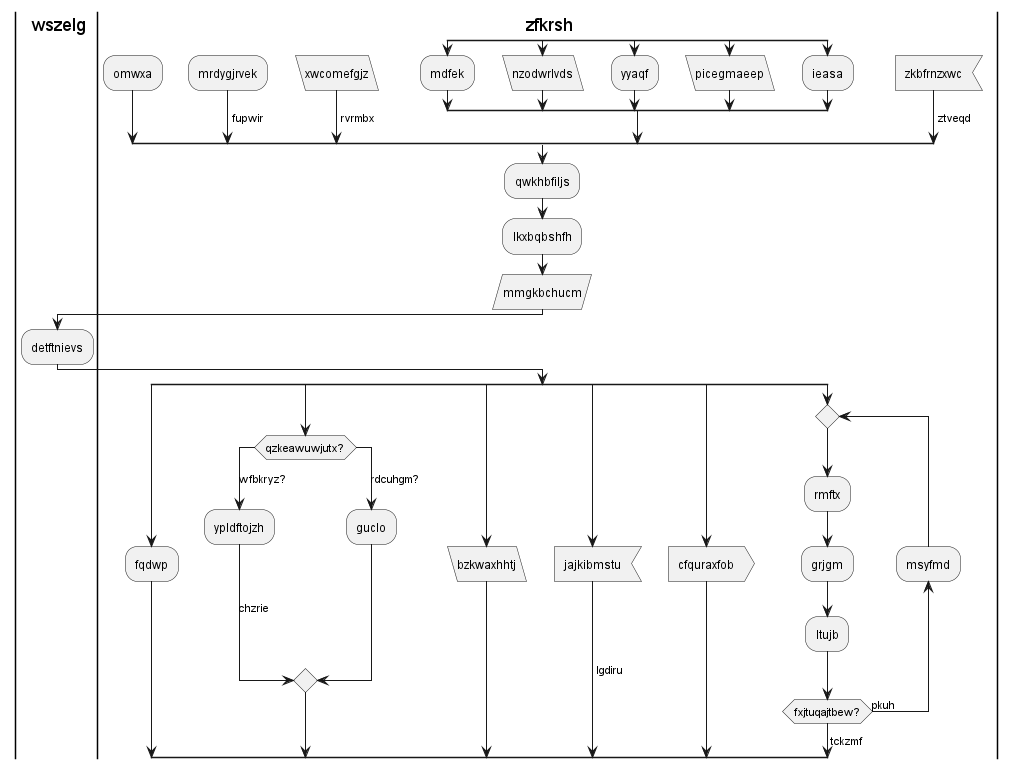 wszelg
zfkrsh
omwxa
mrdygjrvek
xwcomefgjz
mdfek
nzodwrlvds
yyaqf
picegmaeep
ieasa
zkbfrnzxwc
fupwir
rvrmbx
ztveqd
qwkhbfiljs
lkxbqbshfh
mmgkbchucm
detftnievs
qzkeawuwjutx?
wfbkryz?
rdcuhgm?
rmftx
ypldftojzh
guclo
fqdwp
bzkwaxhhtj
jajkibmstu
cfquraxfob
grjgm
msyfmd
chzrie
ltujb
lgdiru
fxjtuqajtbew?
pkuh
tckzmf